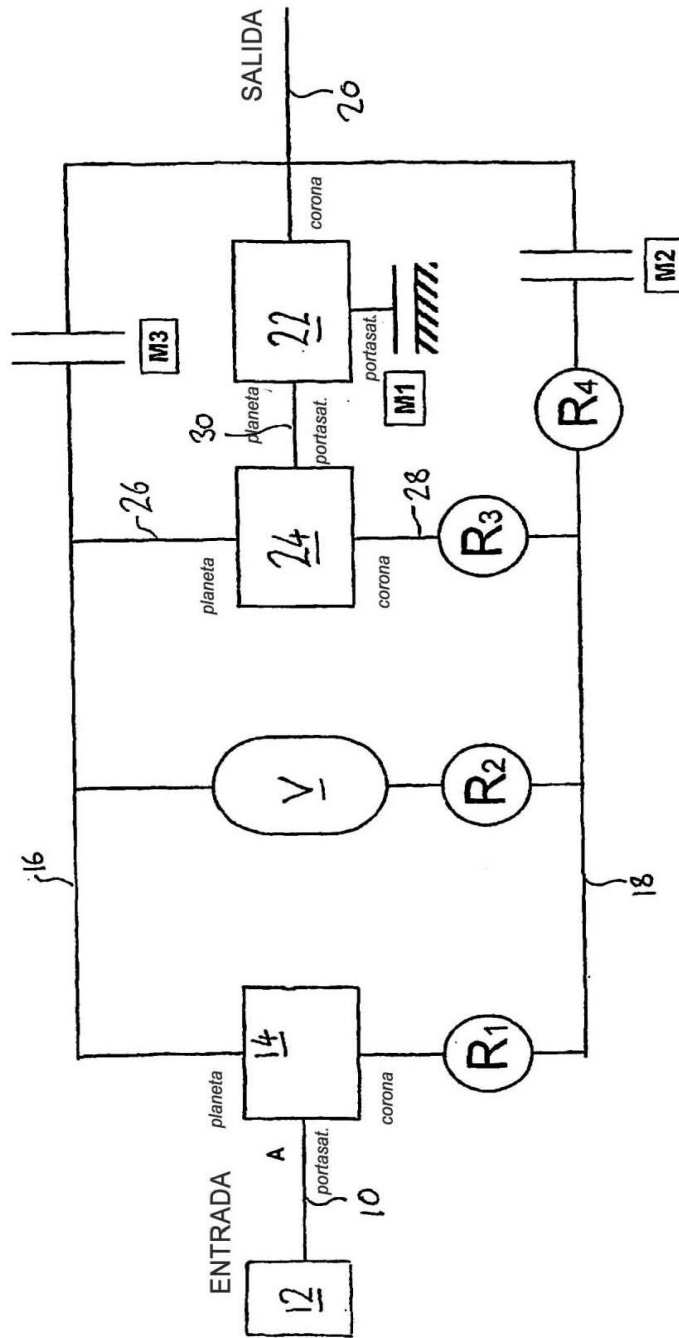 ENTRADA
12
10
A
portasat.
planeta
14
corona
R1
16
V
R2
18
26
planeta
24
corona
28
R3
portasat.
30
planeta
22
corona
portasat.
M1
M3
M2
R4
SALIDA
20